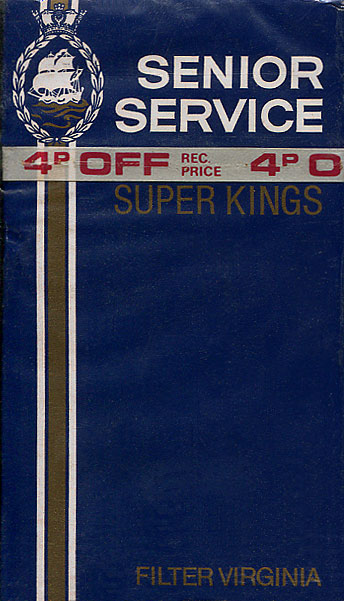 SENIOR
SERVICE
4P OFF REC. PRICE 4P O
SUPER KINGS
FILTER VIRGINIA